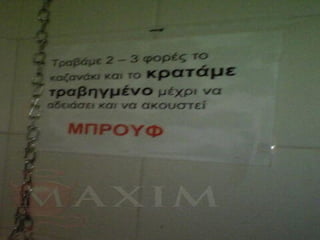 Τραβάμε 2 – 3 φορές το
καζανάκι και το κρατάμε
τραβηγμένο μέχρι να
αδειάσει και να ακουστεί
ΜΠΡΟΥΦ
MAXIM